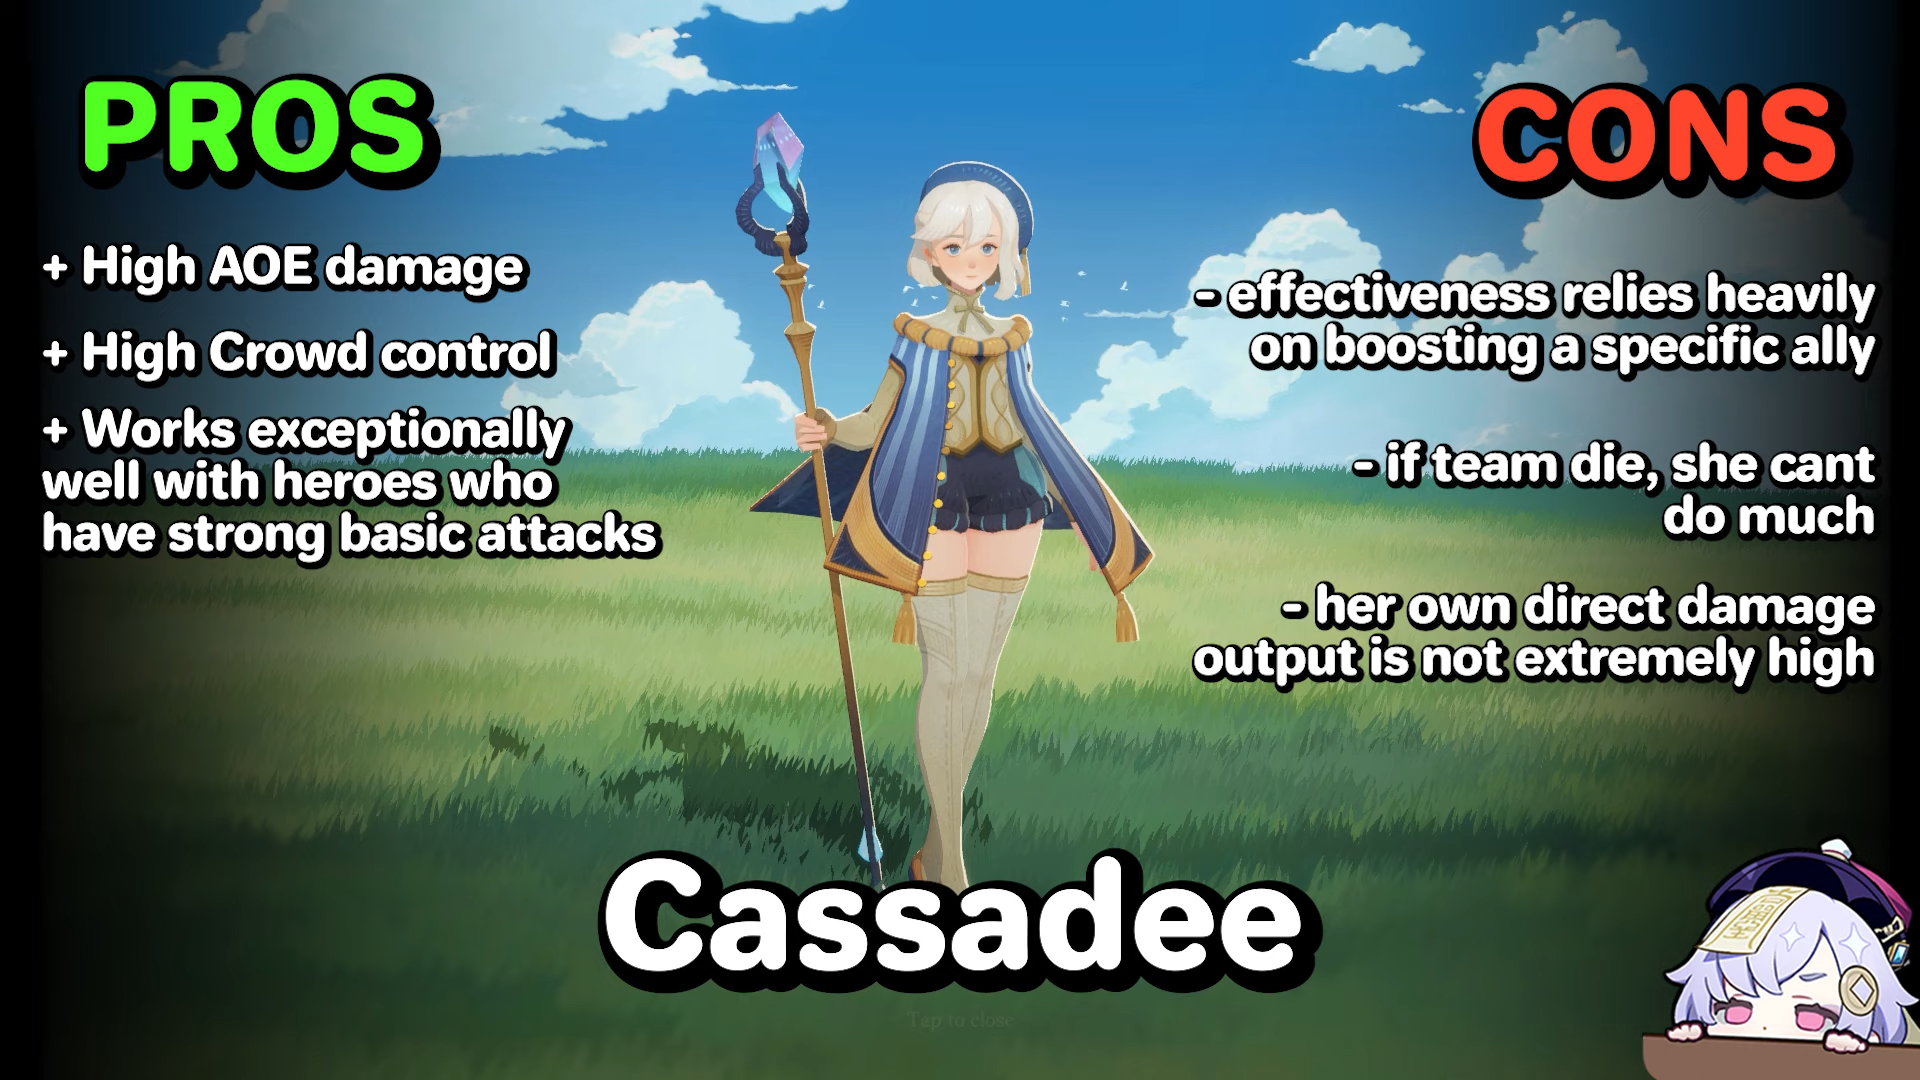 PROS
+ High AOE damage
+ High Crowd control
+ Works exceptionally
well with heroes who
have strong basic attacks
CONS
- effectiveness relies heavily
on boosting a specific ally
- if team die, she cant
do much
- her own direct damage
output is not extremely high
Cassadee
Tap to close